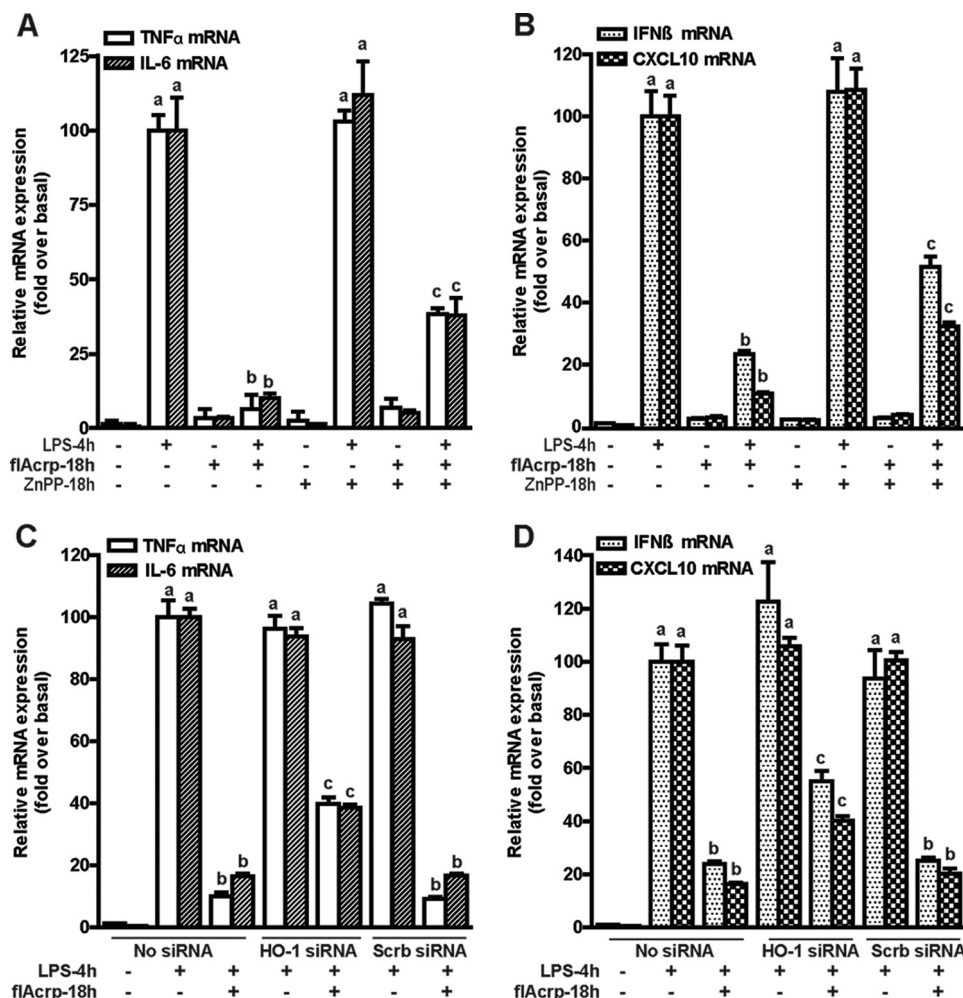 A
TNFα mRNA
IL-6 mRNA
Relative mRNA expression
(fold over basal)
125
100
75
50
25
0
a a b b a a c c
LPS-4h - + - + - + - +
flAcrp-18h - - + + - - + +
ZnPP-18h - - - - + + + +
B
IFNß mRNA
CXCL10 mRNA
Relative mRNA expression
(fold over basal)
120
100
80
60
40
20
0
a a b b a a c c
LPS-4h - + - + - + - +
flAcrp-18h - - + + - - + +
ZnPP-18h - - - - + + + +
C
TNFα mRNA
IL-6 mRNA
Relative mRNA expression
(fold over basal)
120
100
80
60
40
20
0
a a b b a a c c a a b b
No siRNA HO-1 siRNA Scrb siRNA
LPS-4h - + + + + + +
flAcrp-18h - - + - + - +
D
IFNß mRNA
CXCL10 mRNA
Relative mRNA expression
(fold over basal)
140
120
100
80
60
40
20
0
a a b b a a c c a a b b
No siRNA HO-1 siRNA Scrb siRNA
LPS-4h - + + + + + +
flAcrp-18h - - + - + - +